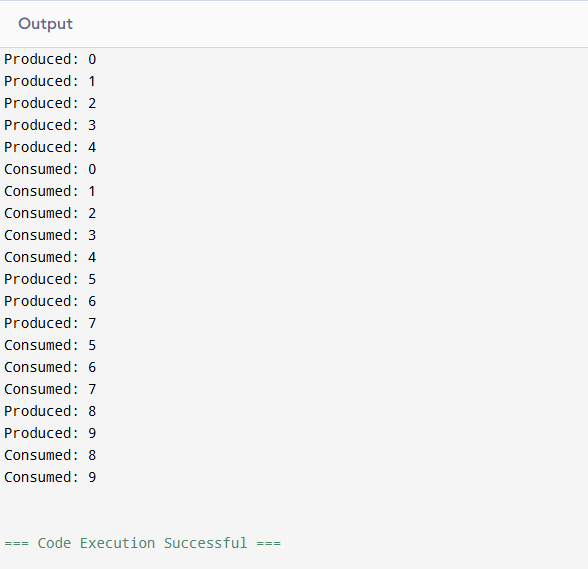 Output
Produced: 0
Produced: 1
Produced: 2
Produced: 3
Produced: 4
Consumed: 0
Consumed: 1
Consumed: 2
Consumed: 3
Consumed: 4
Produced: 5
Produced: 6
Produced: 7
Consumed: 5
Consumed: 6
Consumed: 7
Produced: 8
Produced: 9
Consumed: 8
Consumed: 9
=== Code Execution Successful ===